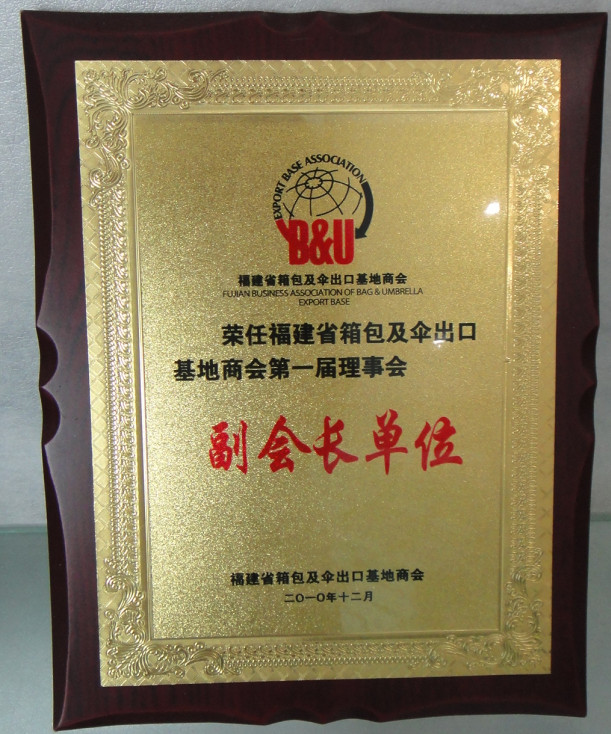 EXPORT BASE ASSOCIATION
B&U
福建省箱包及伞出口基地商会
FUJIAN BUSINESS ASSOCIATION OF BAG & UMBRELLA
EXPORT BASE
荣任福建省箱包及伞出口
基地商会第一届理事会
副会长单位
福建省箱包及伞出口基地商会
二〇一〇年十二月